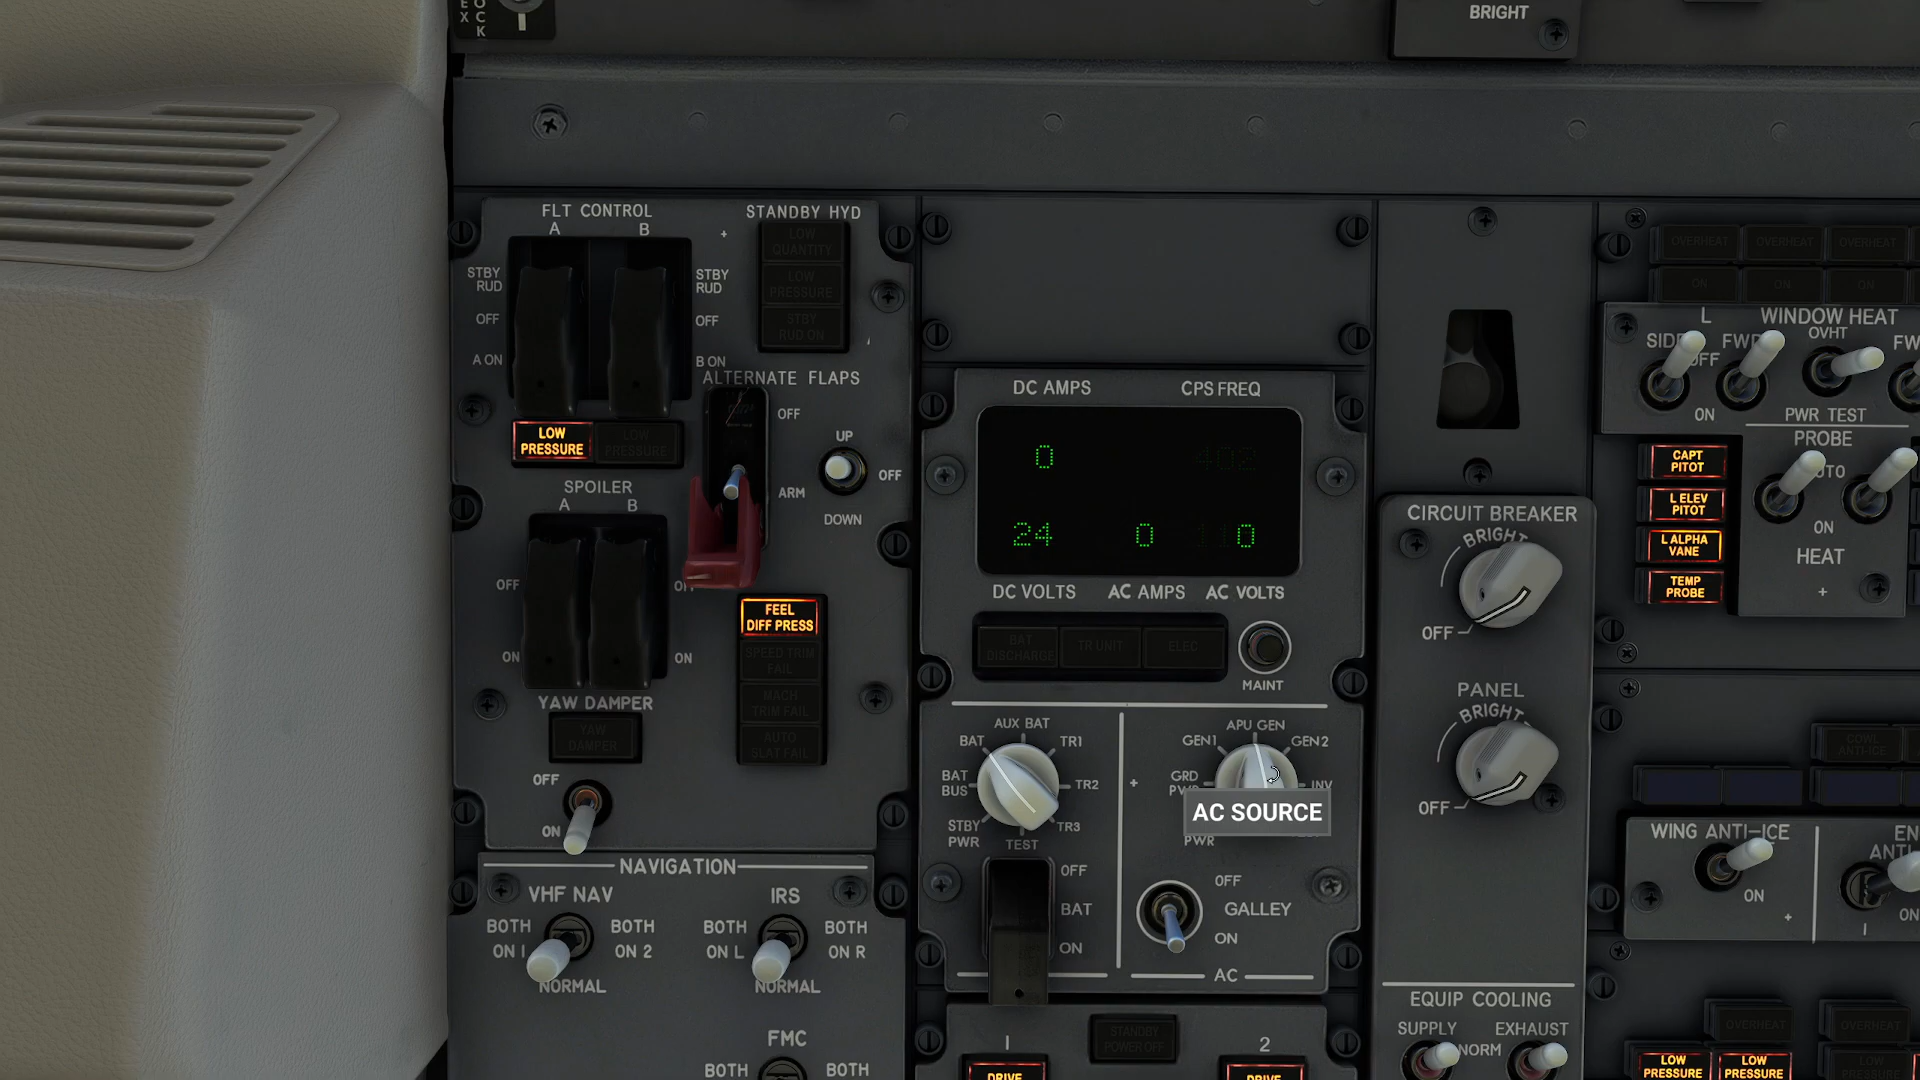 BRIGHT
EX
OCK
FLT CONTROL
A
B
STBY
RUD
OFF
A ON
STBY
RUD
OFF
B ON
LOW
PRESSURE
LOW
PRESSURE
STANDBY HYD
LOW
QUANTITY
LOW
PRESSURE
STBY
RUD ON
ALTERNATE FLAPS
OFF
ARM
UP
OFF
DOWN
SPOILER
A
B
OFF
ON
OFF
ON
FEEL
DIFF PRESS
SPEED TRIM
FAIL
MACH
TRIM FAIL
AUTO
SLAT FAIL
YAW DAMPER
YAW
DAMPER
OFF
ON
NAVIGATION
VHF NAV
BOTH
ON 1
BOTH
ON 2
NORMAL
IRS
BOTH
ON L
BOTH
ON R
NORMAL
FMC
BOTH
BOTH
DC AMPS
CPS FREQ
0
402
24
0
110
DC VOLTS
AC AMPS
AC VOLTS
BAT
DISCHARGE
TR UNIT
ELEC
MAINT
AUX BAT
BAT
TR1
BAT
BUS
TR2
STBY
PWR
TR3
TEST
OFF
BAT
ON
APU GEN
GEN1
GEN2
GRD
PWR
INV
AC SOURCE
PWR
OFF
GALLEY
ON
AC
1
STANDBY
POWER OFF
2
DRIVE
DRIVE
CIRCUIT BREAKER
BRIGHT
OFF
PANEL
BRIGHT
OFF
EQUIP COOLING
SUPPLY
EXHAUST
NORM
OVERHEAT
OVERHEAT
OVERHEAT
ON
ON
ON
L
WINDOW HEAT
SIDE
OFF
FWD
OVHT
FW
ON
PWR TEST
PROBE
AUTO
ON
HEAT
CAPT
PITOT
L ELEV
PITOT
L ALPHA
VANE
TEMP
PROBE
COWL
ANTI-ICE
WING ANTI-ICE
ON
EN
ANTI
ON
1
OVERHEAT
OVERHEAT
LOW
PRESSURE
LOW
PRESSURE
LOW